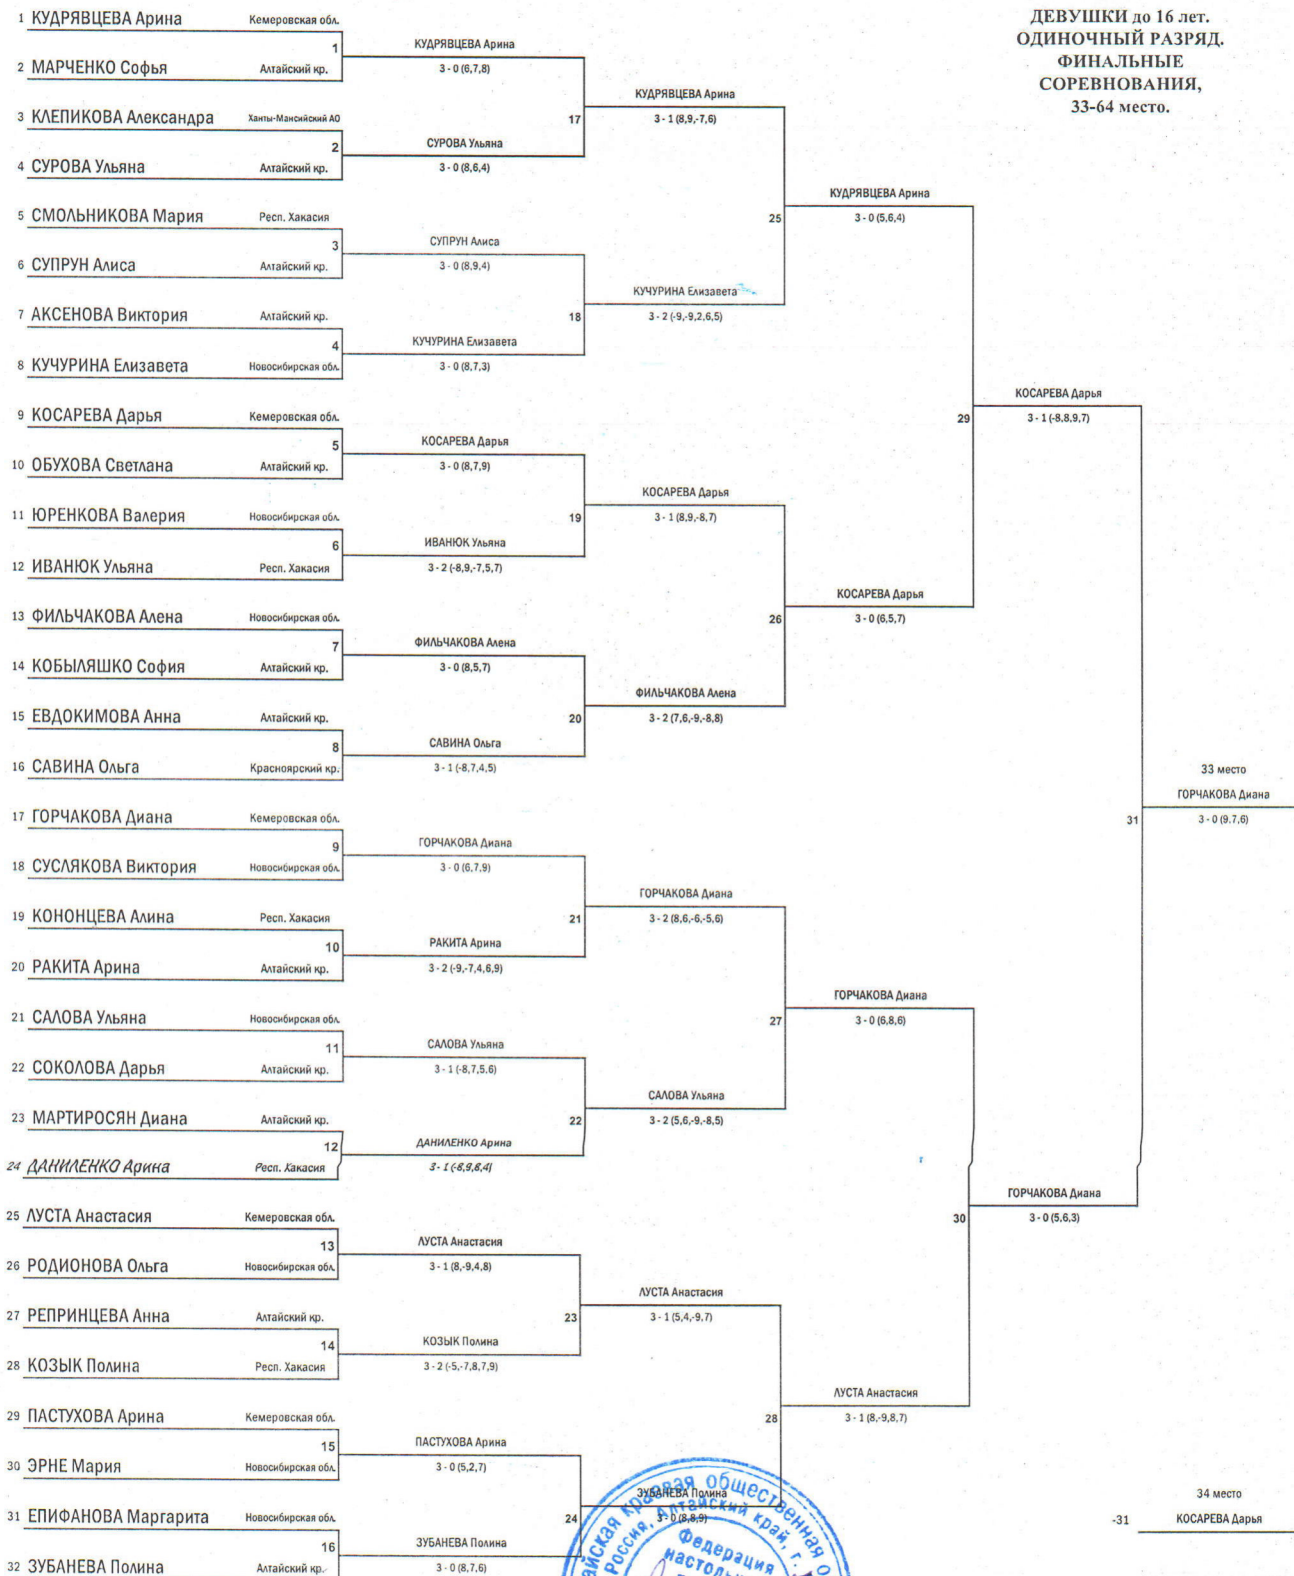 ДЕВУШКИ до 16 лет.
ОДИНОЧНЫЙ РАЗРЯД.
ФИНАЛЬНЫЕ
СОРЕВНОВАНИЯ,
33-64 место.
1 КУДРЯВЦЕВА Арина Кемеровская обл.
1
КУДРЯВЦЕВА Арина
2 МАРЧЕНКО Софья Алтайский кр.
3 - 0 (6,7,8)
КУДРЯВЦЕВА Арина
3 КЛЕПИКОВА Александра Ханты-Мансийский АО
17
3 - 1 (8,9,-7,6)
2
СУРОВА Ульяна
4 СУРОВА Ульяна Алтайский кр.
3 - 0 (8,6,4)
КУДРЯВЦЕВА Арина
5 СМОЛЬНИКОВА Мария Респ. Хакасия
25
3 - 0 (5,6,4)
3
СУПРУН Алиса
6 СУПРУН Алиса Алтайский кр.
3 - 0 (8,9,4)
КУЧУРИНА Елизавета
7 АКСЕНОВА Виктория Алтайский кр.
18
3 - 2 (-9,-9,2,6,5)
4
КУЧУРИНА Елизавета
8 КУЧУРИНА Елизавета Новосибирская обл.
3 - 0 (8,7,3)
КОСАРЕВА Дарья
9 КОСАРЕВА Дарья Кемеровская обл.
29
3 - 1 (-8,8,9,7)
5
КОСАРЕВА Дарья
10 ОБУХОВА Светлана Алтайский кр.
3 - 0 (8,7,9)
КОСАРЕВА Дарья
11 ЮРЕНКОВА Валерия Новосибирская обл.
19
3 - 1 (8,9,-8,7)
6
ИВАНЮК Ульяна
12 ИВАНЮК Ульяна Респ. Хакасия
3 - 2 (-8,9,-7,5,7)
КОСАРЕВА Дарья
13 ФИЛЬЧАКОВА Алена Новосибирская обл.
26
3 - 0 (6,5,7)
7
ФИЛЬЧАКОВА Алена
14 КОБЫЛЯШКО София Алтайский кр.
3 - 0 (8,5,7)
ФИЛЬЧАКОВА Алена
15 ЕВДОКИМОВА Анна Алтайский кр.
20
3 - 2 (7,6,-9,-8,8)
8
САВИНА Ольга
16 САВИНА Ольга Красноярский кр.
3 - 1 (-8,7,4,5)
33 место
ГОРЧАКОВА Диана
17 ГОРЧАКОВА Диана Кемеровская обл.
31
3 - 0 (9.7,6)
9
ГОРЧАКОВА Диана
18 СУСЛЯКОВА Виктория Новосибирская обл.
3 - 0 (6,7,9)
ГОРЧАКОВА Диана
19 КОНОНЦЕВА Алина Респ. Хакасия
21
3 - 2 (8,6,-6,-5,6)
10
РАКИТА Арина
20 РАКИТА Арина Алтайский кр.
3 - 2 (-9,-7,4,6,9)
ГОРЧАКОВА Диана
21 САЛОВА Ульяна Новосибирская обл.
27
3 - 0 (6,8,6)
11
САЛОВА Ульяна
22 СОКОЛОВА Дарья Алтайский кр.
3 - 1 (-8,7,5.6)
САЛОВА Ульяна
23 МАРТИРОСЯН Диана Алтайский кр.
22
3 - 2 (5,6,-9,-8,5)
12
ДАНИЛЕНКО Арина
24 ДАНИЛЕНКО Арина Респ. Хакасия
3 - 1 (-8,9,8,4)
ГОРЧАКОВА Диана
25 ЛУСТА Анастасия Кемеровская обл.
30
3 - 0 (5,6,3)
13
ЛУСТА Анастасия
26 РОДИОНОВА Ольга Новосибирская обл.
3 - 1 (8,-9,4,8)
ЛУСТА Анастасия
27 РЕПРИНЦЕВА Анна Алтайский кр.
23
3 - 1 (5,4,-9,7)
14
КОЗЫК Полина
28 КОЗЫК Полина Респ. Хакасия
3 - 2 (-5,-7,8,7,9)
ЛУСТА Анастасия
29 ПАСТУХОВА Арина Кемеровская обл.
28
3 - 1 (8,-9,8,7)
15
ПАСТУХОВА Арина
30 ЭРНЕ Мария Новосибирская обл.
3 - 0 (5,2,7)
ЗУБАНЕВА Полина
34 место
31 ЕПИФАНОВА Маргарита Новосибирская обл.
24
3 - 0 (8,8,9)
-31 КОСАРЕВА Дарья
16
ЗУБАНЕВА Полина
32 ЗУБАНЕВА Полина Алтайский кр.
3 - 0 (8,7,6)
краевая общественная
Россия, Алтайский край, г.
Федерация